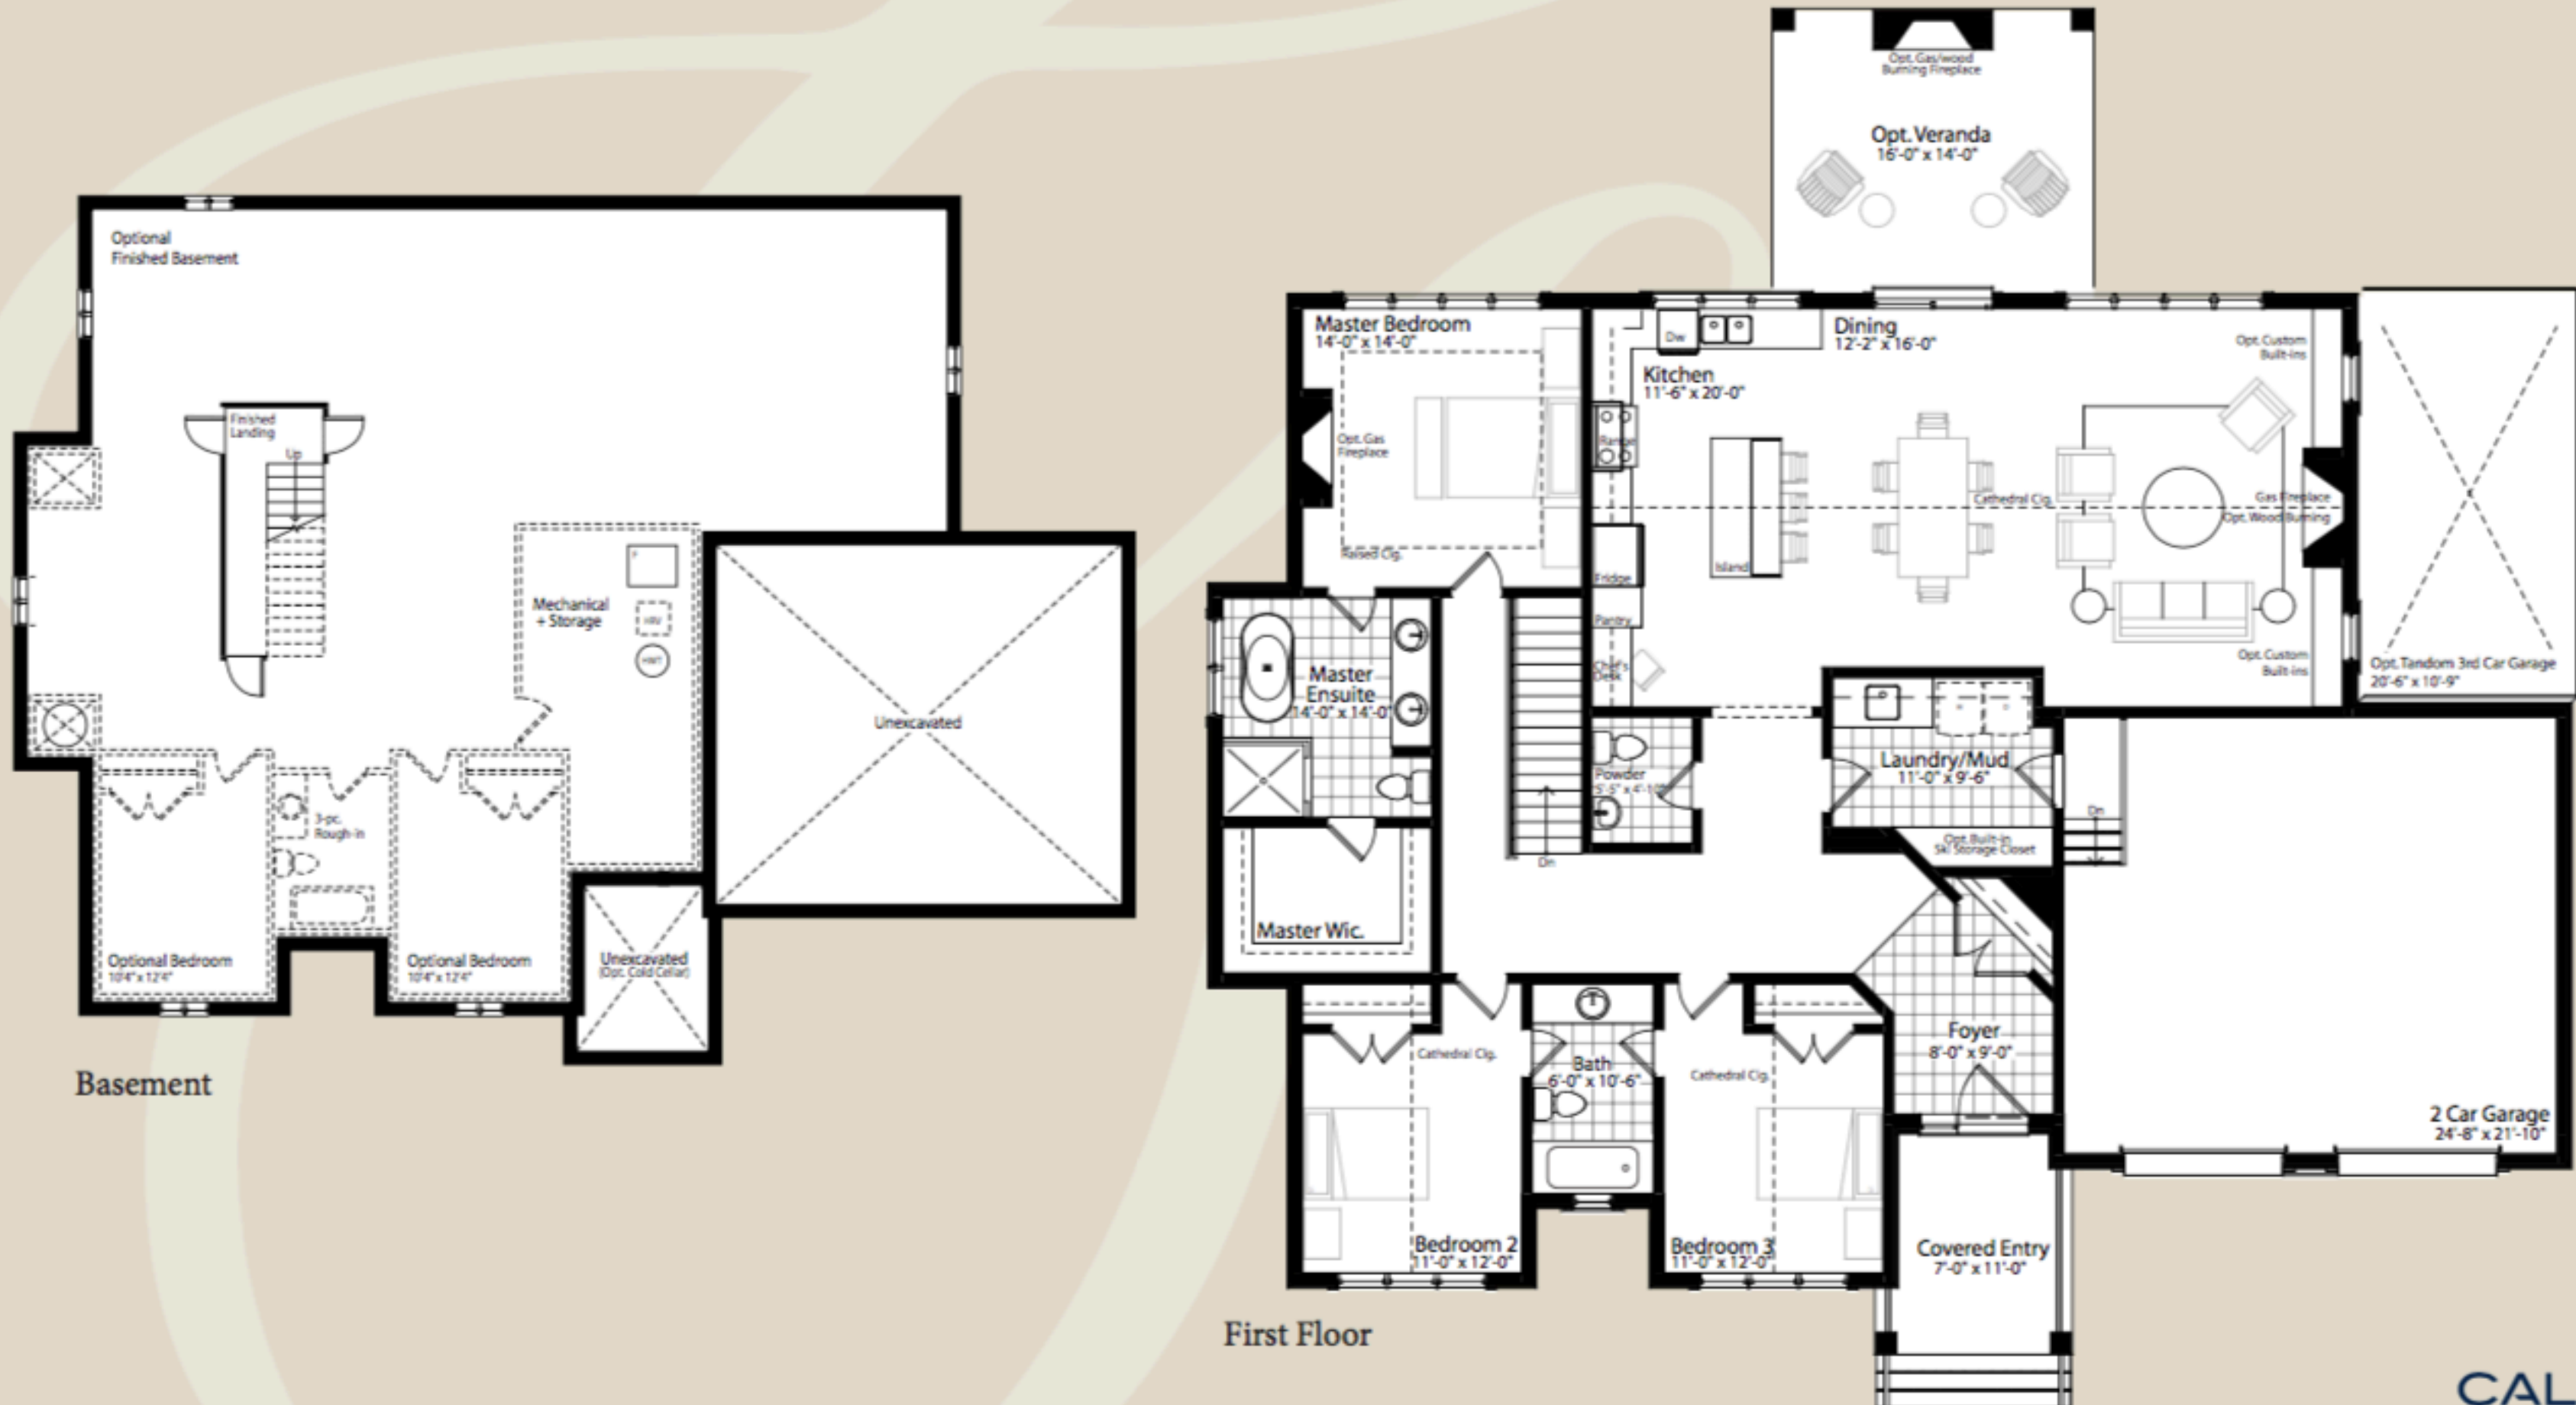 Optional
Finished Basement
Finished
Landing
Up
Mechanical
+ Storage
F
HRV
HWT
Unexcavated
3-pc.
Rough-in
Optional Bedroom
10'4" x 12'4"
Optional Bedroom
10'4" x 12'4"
Unexcavated
(Opt. Cold Cellar)
Basement
Opt. Gas/wood
Burning Fireplace
Opt. Veranda
16'-0" x 14'-0"
Master Bedroom
14'-0" x 14'-0"
Opt. Gas
Fireplace
Raised Clg.
Dw
Kitchen
11'-6" x 20'-0"
Range
Fridge
Pantry
Chef's
Desk
Island
Dining
12'-2" x 16'-0"
Cathedral Clg.
Opt. Custom
Built-ins
Gas Fireplace
Opt. Wood Burning
Opt. Custom
Built-ins
Opt. Tandom 3rd Car Garage
20'-6" x 10'-9"
Master
Ensuite
14'-0" x 14'-0"
Master Wic.
Dn
Powder
5'-5" x 4'-10"
Laundry/Mud
11'-0" x 9'-6"
Opt. Built-in
Ski Storage Closet
Dn
Foyer
8'-0" x 9'-0"
2 Car Garage
24'-8" x 21'-10"
Cathedral Clg.
Bath
6'-0" x 10'-6"
Cathedral Clg.
Bedroom 2
11'-0" x 12'-0"
Bedroom 3
11'-0" x 12'-0"
Covered Entry
7'-0" x 11'-0"
First Floor
CAL